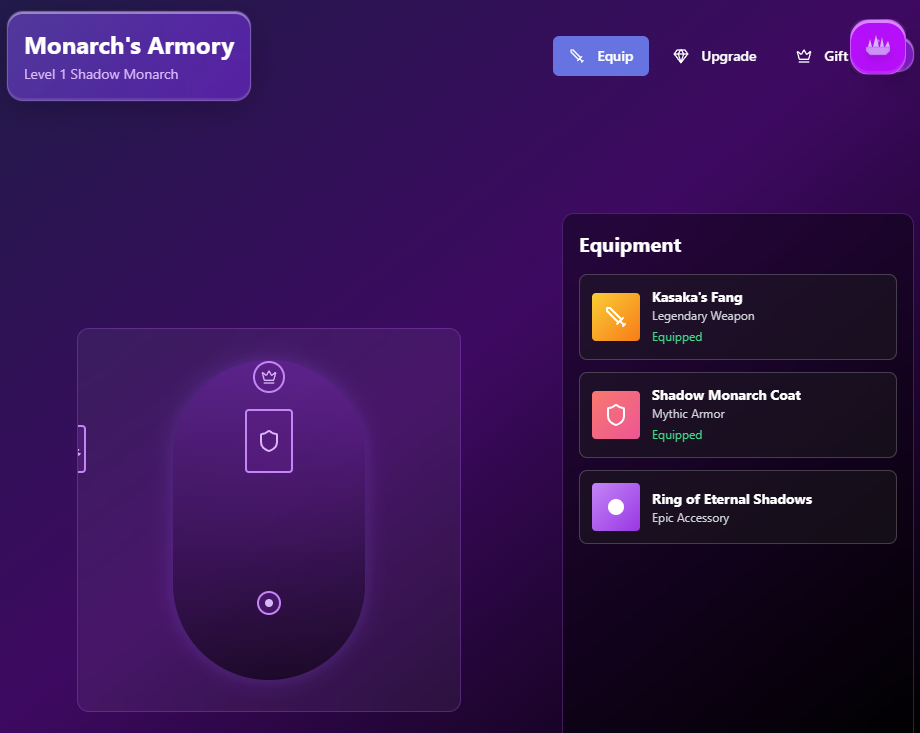 Monarch's Armory
Level 1 Shadow Monarch
Equip
Upgrade
Gift
Equipment
Kasaka's Fang
Legendary Weapon
Equipped
Shadow Monarch Coat
Mythic Armor
Equipped
Ring of Eternal Shadows
Epic Accessory